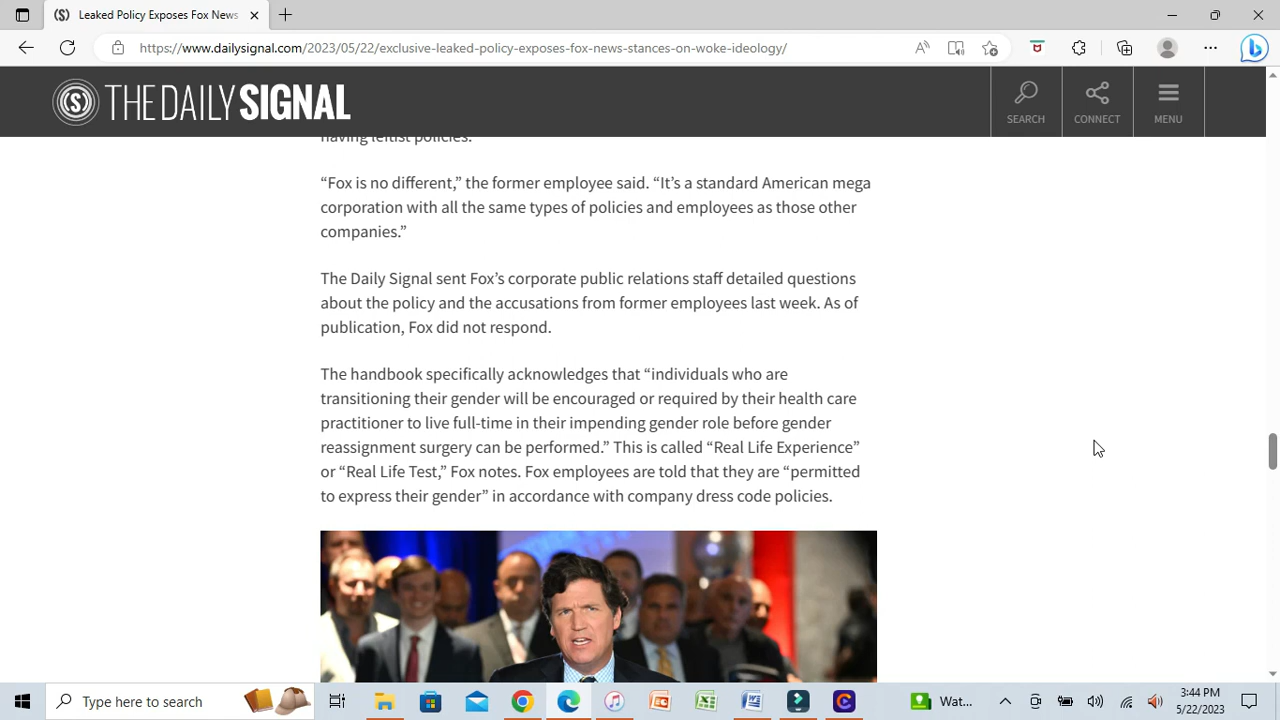 Leaked Policy Exposes Fox News
https://www.dailysignal.com/2023/05/22/exclusive-leaked-policy-exposes-fox-news-stances-on-woke-ideology/
THE DAILY SIGNAL
SEARCH
CONNECT
MENU
having leftist policies.
“Fox is no different,” the former employee said. “It’s a standard American mega
corporation with all the same types of policies and employees as those other
companies.”
The Daily Signal sent Fox’s corporate public relations staff detailed questions
about the policy and the accusations from former employees last week. As of
publication, Fox did not respond.
The handbook specifically acknowledges that “individuals who are
transitioning their gender will be encouraged or required by their health care
practitioner to live full-time in their impending gender role before gender
reassignment surgery can be performed.” This is called “Real Life Experience”
or “Real Life Test,” Fox notes. Fox employees are told that they are “permitted
to express their gender” in accordance with company dress code policies.
Type here to search
Wat...
3:44 PM
5/22/2023